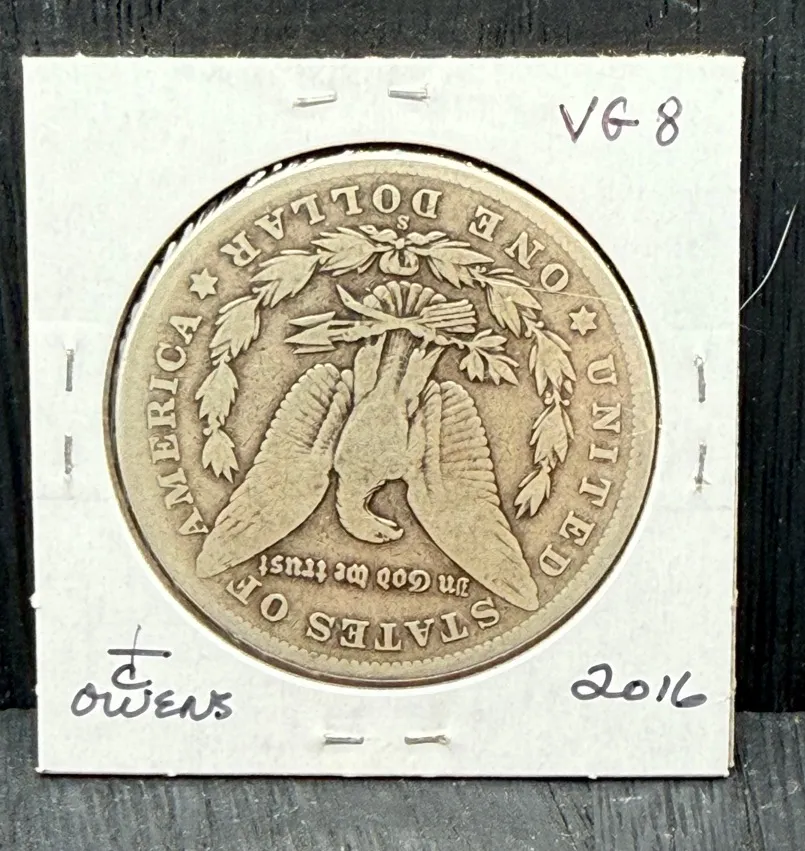 VG 8
UNITED STATES OF AMERICA
ONE DOLLAR
S
In God we trust
C
OWENS
2016